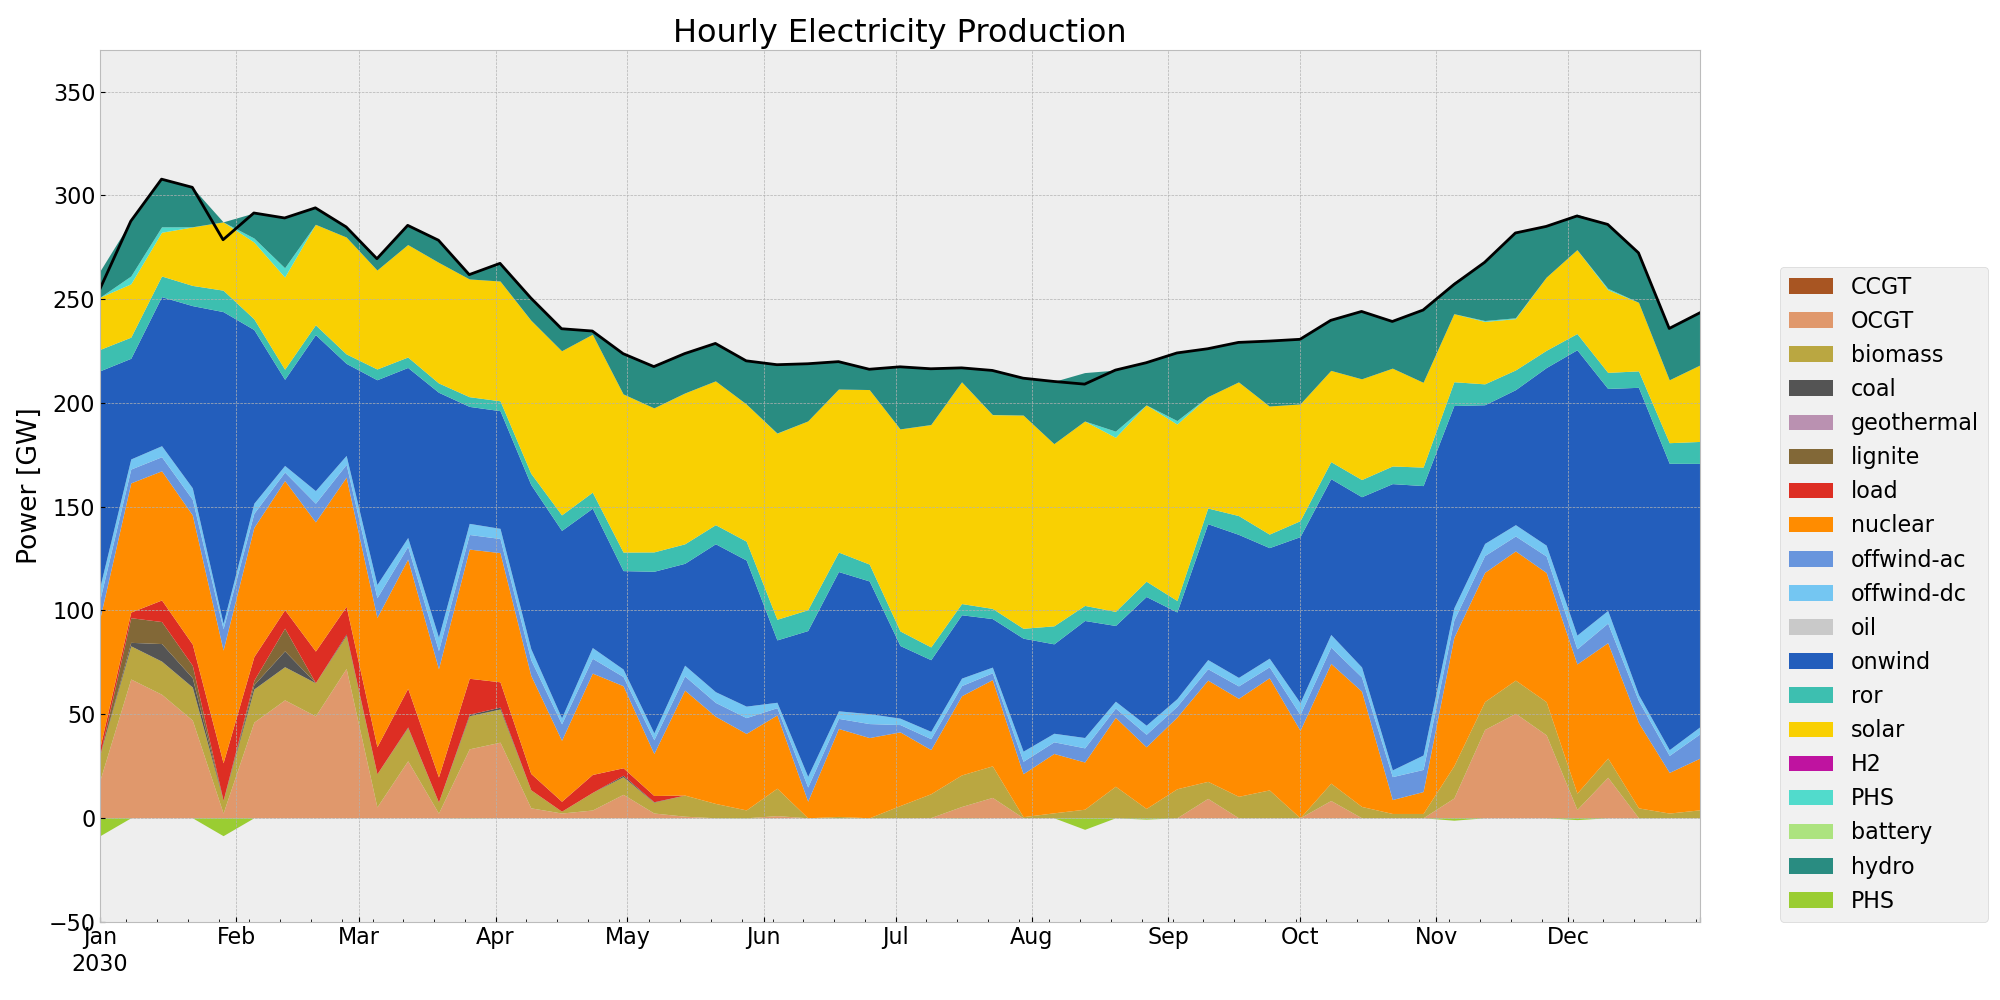 Hourly Electricity Production
Power [GW]
350
300
250
200
150
100
50
0
−50
Jan
2030
Feb
Mar
Apr
May
Jun
Jul
Aug
Sep
Oct
Nov
Dec
CCGT
OCGT
biomass
coal
geothermal
lignite
load
nuclear
offwind-ac
offwind-dc
oil
onwind
ror
solar
H2
PHS
battery
hydro
PHS